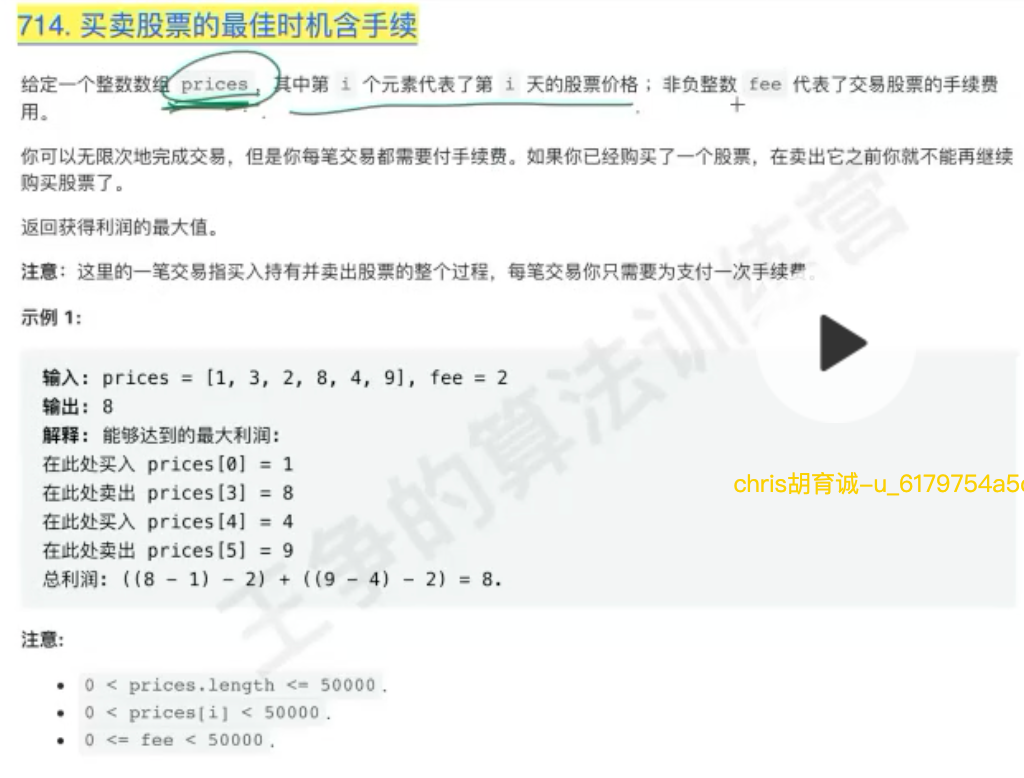 714. 买卖股票的最佳时机含手续
给定一个整数数组 prices，其中第 i 个元素代表了第 i 天的股票价格；非负整数 fee 代表了交易股票的手续费
用。
你可以无限次地完成交易，但是你每笔交易都需要付手续费。如果你已经购买了一个股票，在卖出它之前你就不能再继续
购买股票了。
返回获得利润的最大值。
注意：这里的一笔交易指买入持有并卖出股票的整个过程，每笔交易你只需要为支付一次手续费。
示例 1:
输入: prices = [1, 3, 2, 8, 4, 9], fee = 2
输出: 8
解释: 能够达到的最大利润:
在此处买入 prices[0] = 1
在此处卖出 prices[3] = 8
chris胡育诚-u_6179754a5
在此处买入 prices[4] = 4
在此处卖出 prices[5] = 9
总利润: ((8 - 1) - 2) + ((9 - 4) - 2) = 8.
注意:
0 < prices.length <= 50000.
0 < prices[i] < 50000.
0 <= fee < 50000.
王争的算法训练营